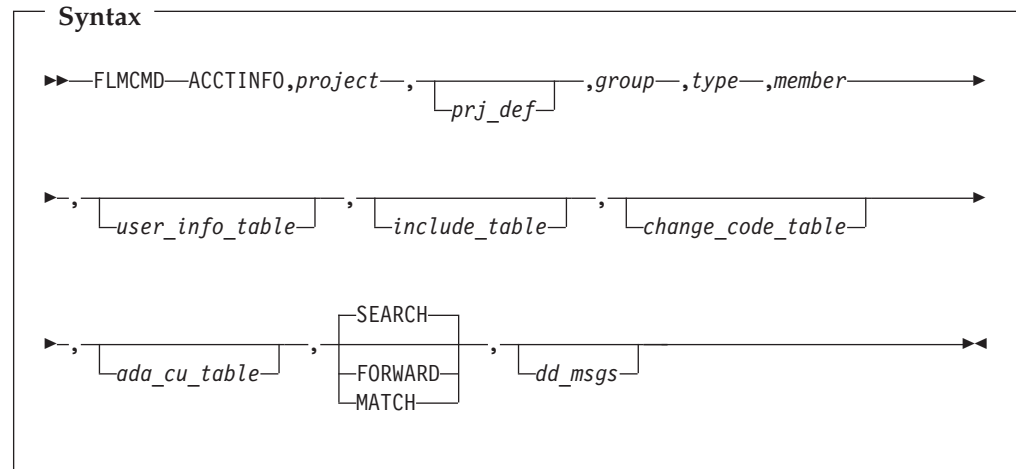 Syntax
FLMCMD ACCTINFO,project , ,group ,type ,member
prj_def
, , ,
user_info_table include_table change_code_table
SEARCH
, , ,
ada_cu_table FORWARD dd_msgs
MATCH